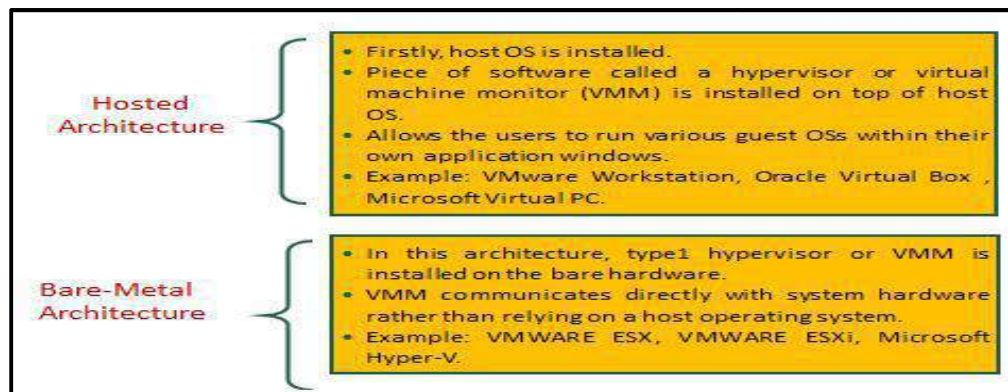 Hosted
Architecture
• Firstly, host OS is installed.
• Piece of software called a hypervisor or virtual
machine monitor (VMM) is installed on top of host
OS.
• Allows the users to run various guest OSs within their
own application windows.
• Example: VMware Workstation, Oracle Virtual Box ,
Microsoft Virtual PC.
Bare-Metal
Architecture
• In this architecture, type1 hypervisor or VMM is
installed on the bare hardware.
• VMM communicates directly with system hardware
rather than relying on a host operating system.
• Example: VMWARE ESX, VMWARE ESXi, Microsoft
Hyper-V.